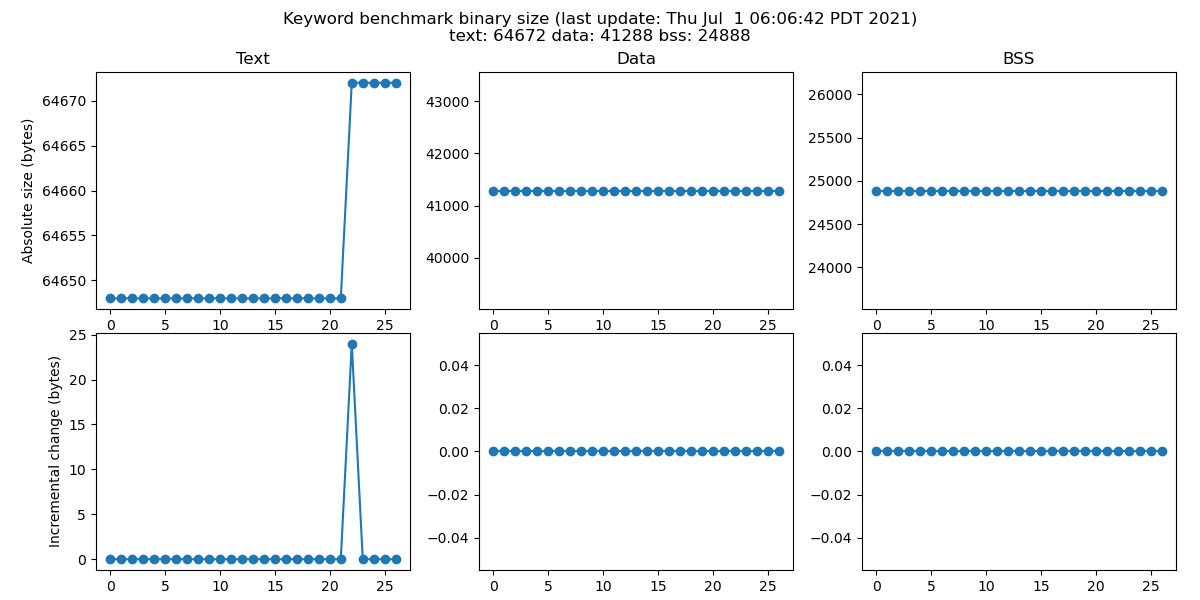 Keyword benchmark binary size (last update: Thu Jul  1 06:06:42 PDT 2021)
text: 64672 data: 41288 bss: 24888
Text
Data
BSS
Absolute size (bytes)
64670
64665
64660
64655
64650
0 5 10 15 20 25
43000
42000
41000
40000
0 5 10 15 20 25
26000
25500
25000
24500
24000
0 5 10 15 20 25
Incremental change (bytes)
25
20
15
10
5
0
0 5 10 15 20 25
0.04
0.02
0.00
−0.02
−0.04
0 5 10 15 20 25
0.04
0.02
0.00
−0.02
−0.04
0 5 10 15 20 25